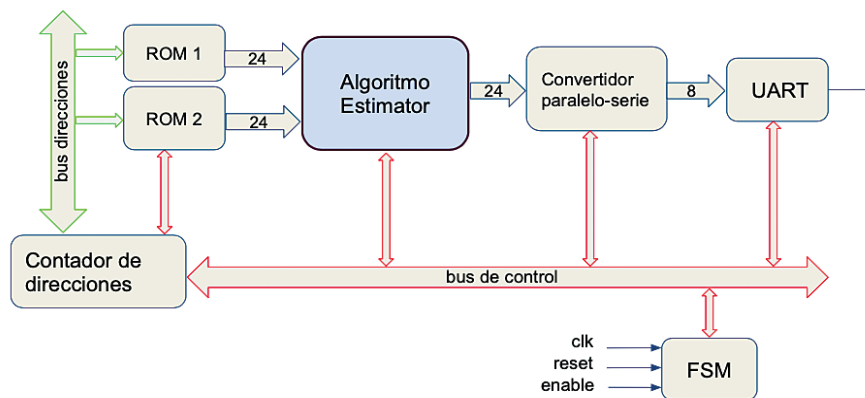 ROM 1
24
ROM 2
24
bus direcciones
Algoritmo
Estimator
24
Convertidor
paralelo-serie
8
UART
Contador de
direcciones
bus de control
clk
reset
enable
FSM